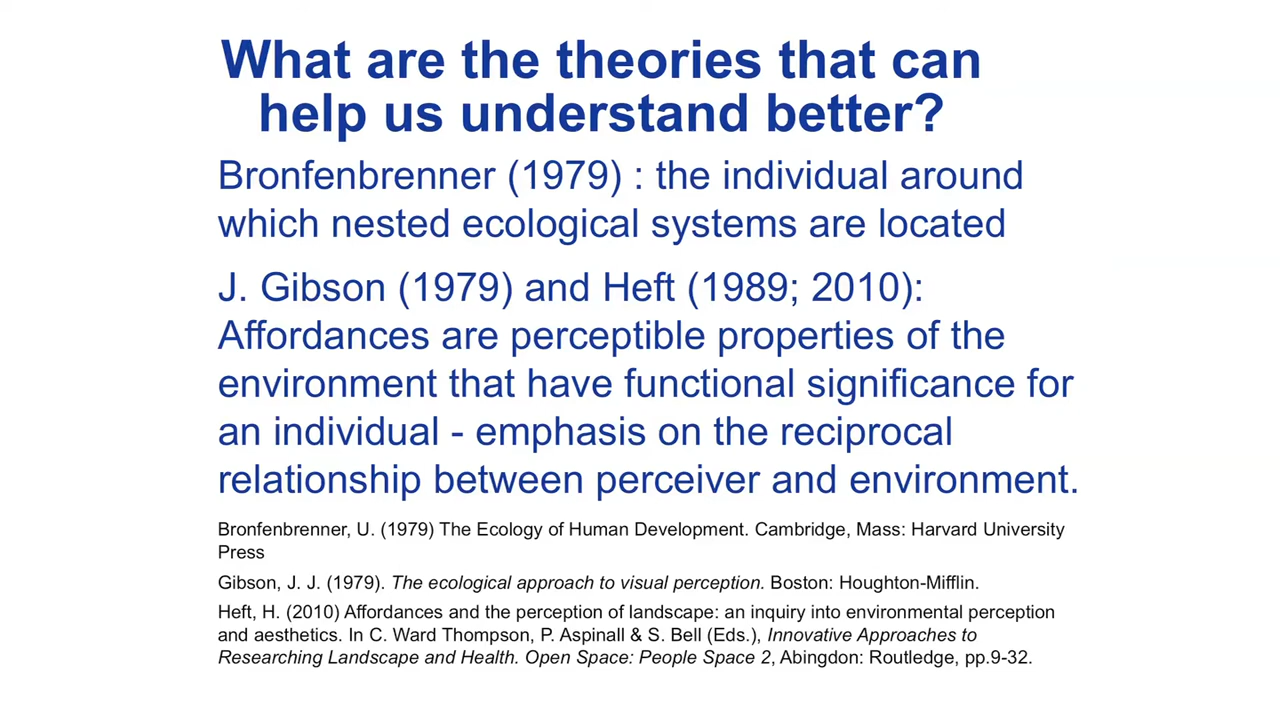 What are the theories that can
help us understand better?
Bronfenbrenner (1979) : the individual around
which nested ecological systems are located
J. Gibson (1979) and Heft (1989; 2010):
Affordances are perceptible properties of the
environment that have functional significance for
an individual - emphasis on the reciprocal
relationship between perceiver and environment.
Bronfenbrenner, U. (1979) The Ecology of Human Development. Cambridge, Mass: Harvard University
Press
Gibson, J. J. (1979). The ecological approach to visual perception. Boston: Houghton-Mifflin.
Heft, H. (2010) Affordances and the perception of landscape: an inquiry into environmental perception
and aesthetics. In C. Ward Thompson, P. Aspinall & S. Bell (Eds.), Innovative Approaches to
Researching Landscape and Health. Open Space: People Space 2, Abingdon: Routledge, pp.9-32.